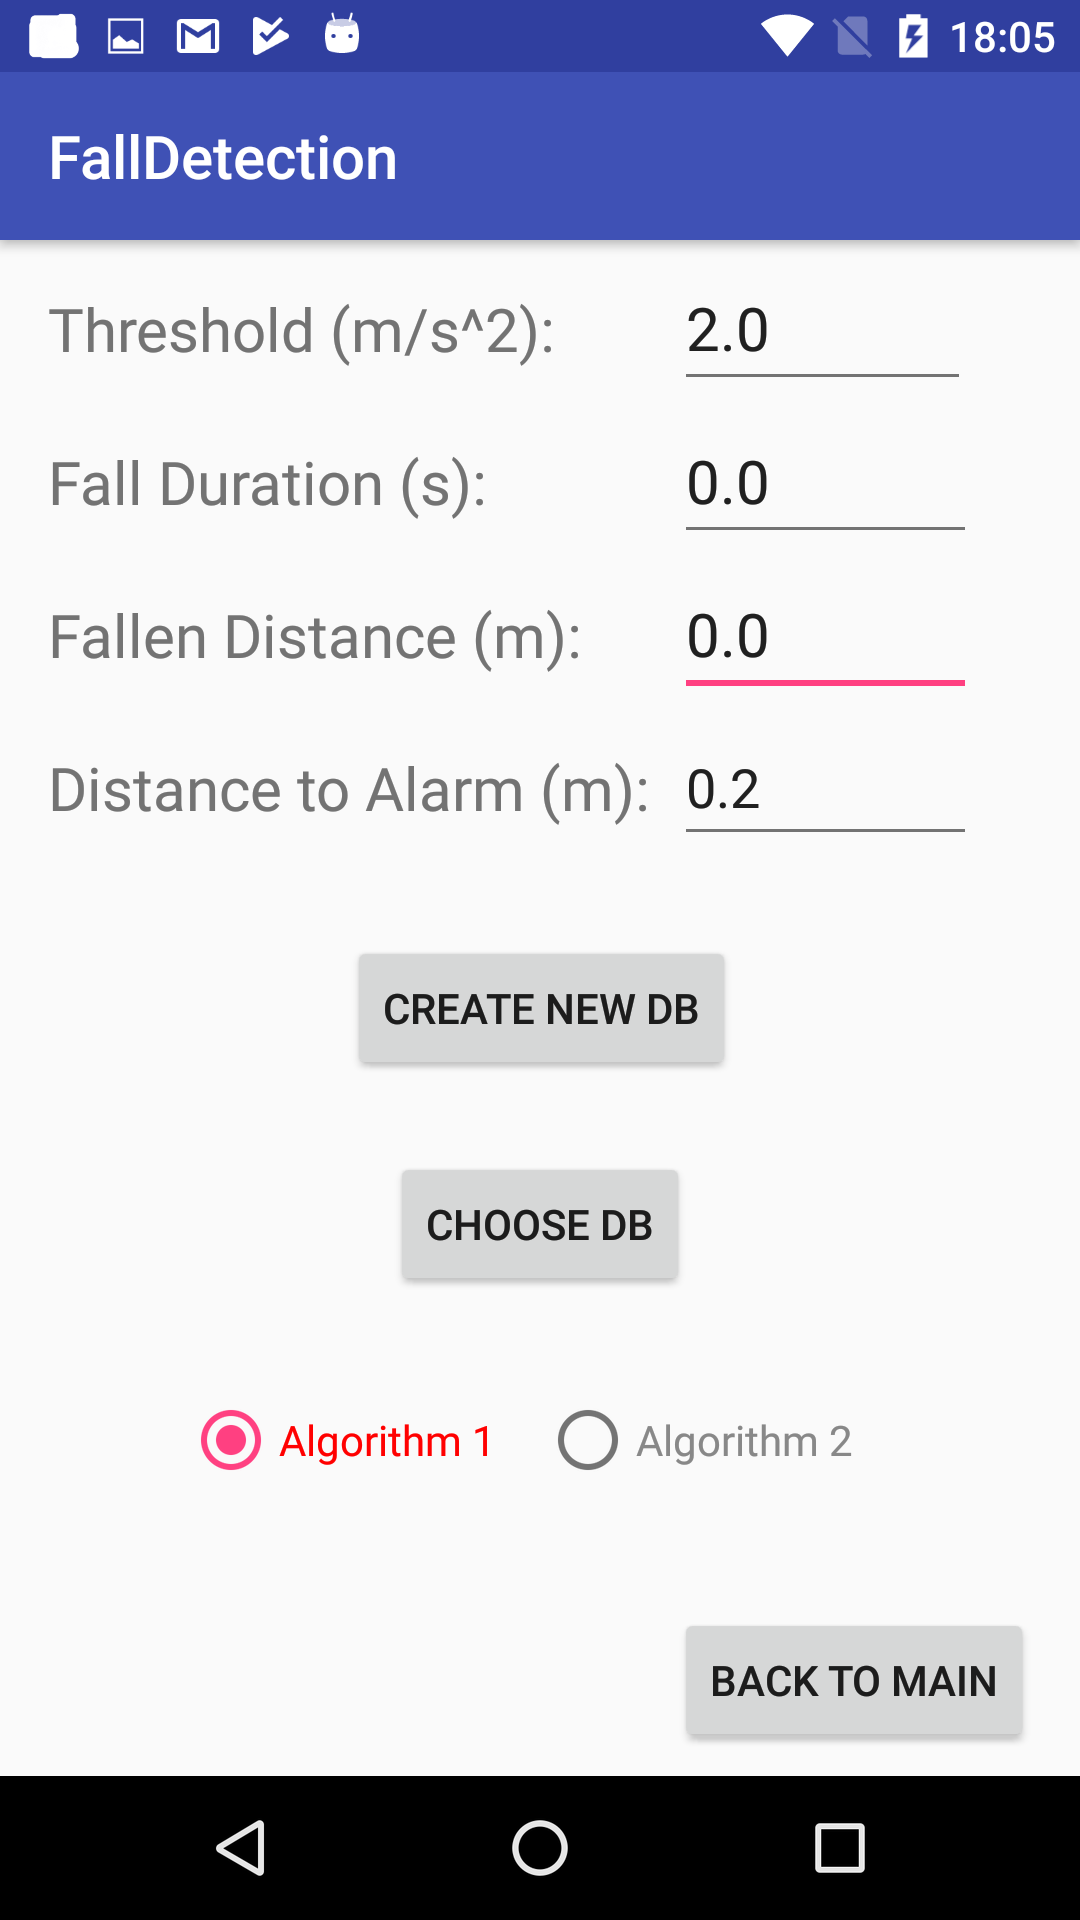 18:05
FallDetection
Threshold (m/s^2): 2.0
Fall Duration (s): 0.0
Fallen Distance (m): 0.0
Distance to Alarm (m): 0.2
CREATE NEW DB
CHOOSE DB
Algorithm 1 Algorithm 2
BACK TO MAIN